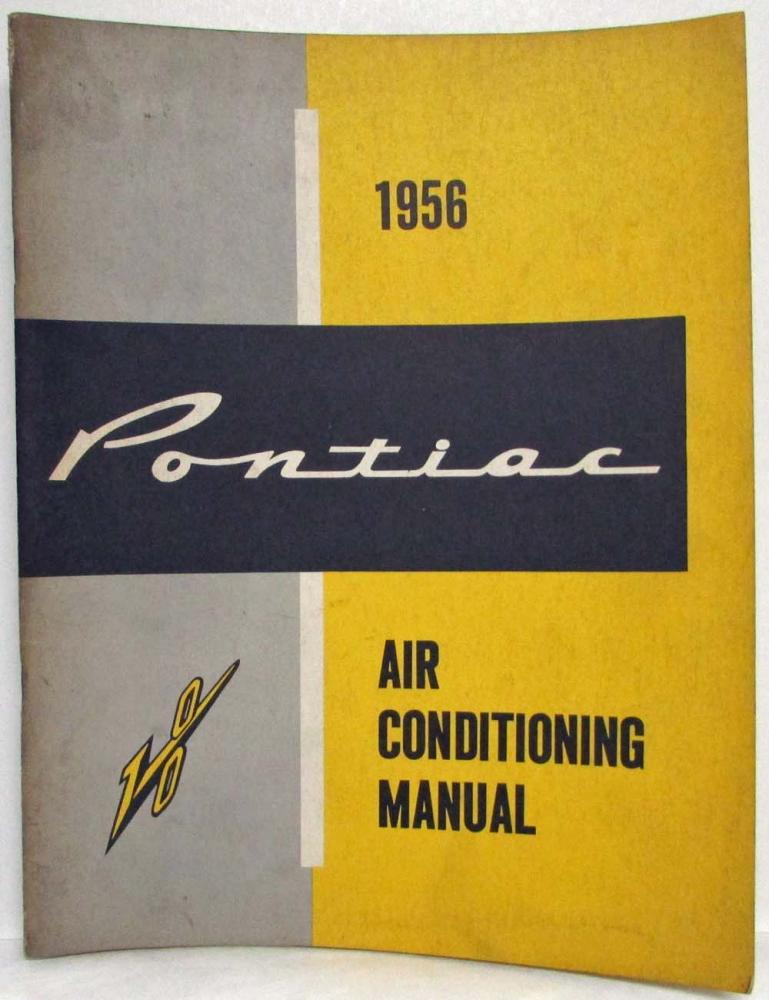 1956
Pontiac
V8
AIR
CONDITIONING
MANUAL